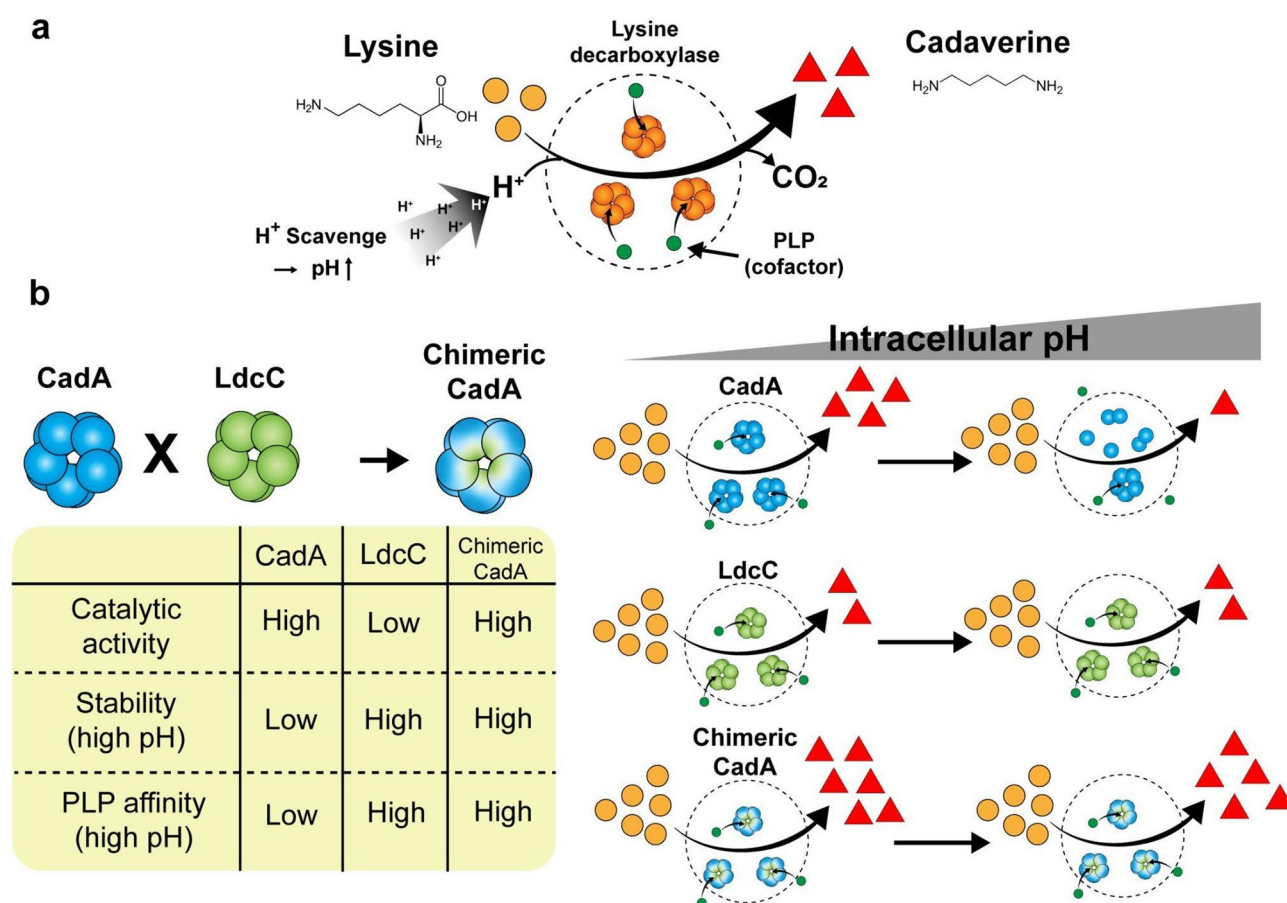 a
Lysine
H₂N
O
OH
NH₂
Lysine
decarboxylase
Cadaverine
H₂N
NH₂
H⁺
CO₂
H⁺
H⁺
H⁺
H⁺
H⁺
H⁺
H⁺
H⁺ Scavenge
→ pH ↑
PLP
(cofactor)
b
CadA
X
LdcC
Chimeric
CadA
CadA
LdcC
Chimeric
CadA
Catalytic
activity
High
Low
High
Stability
(high pH)
Low
High
High
PLP affinity
(high pH)
Low
High
High
Intracellular pH
CadA
LdcC
Chimeric
CadA